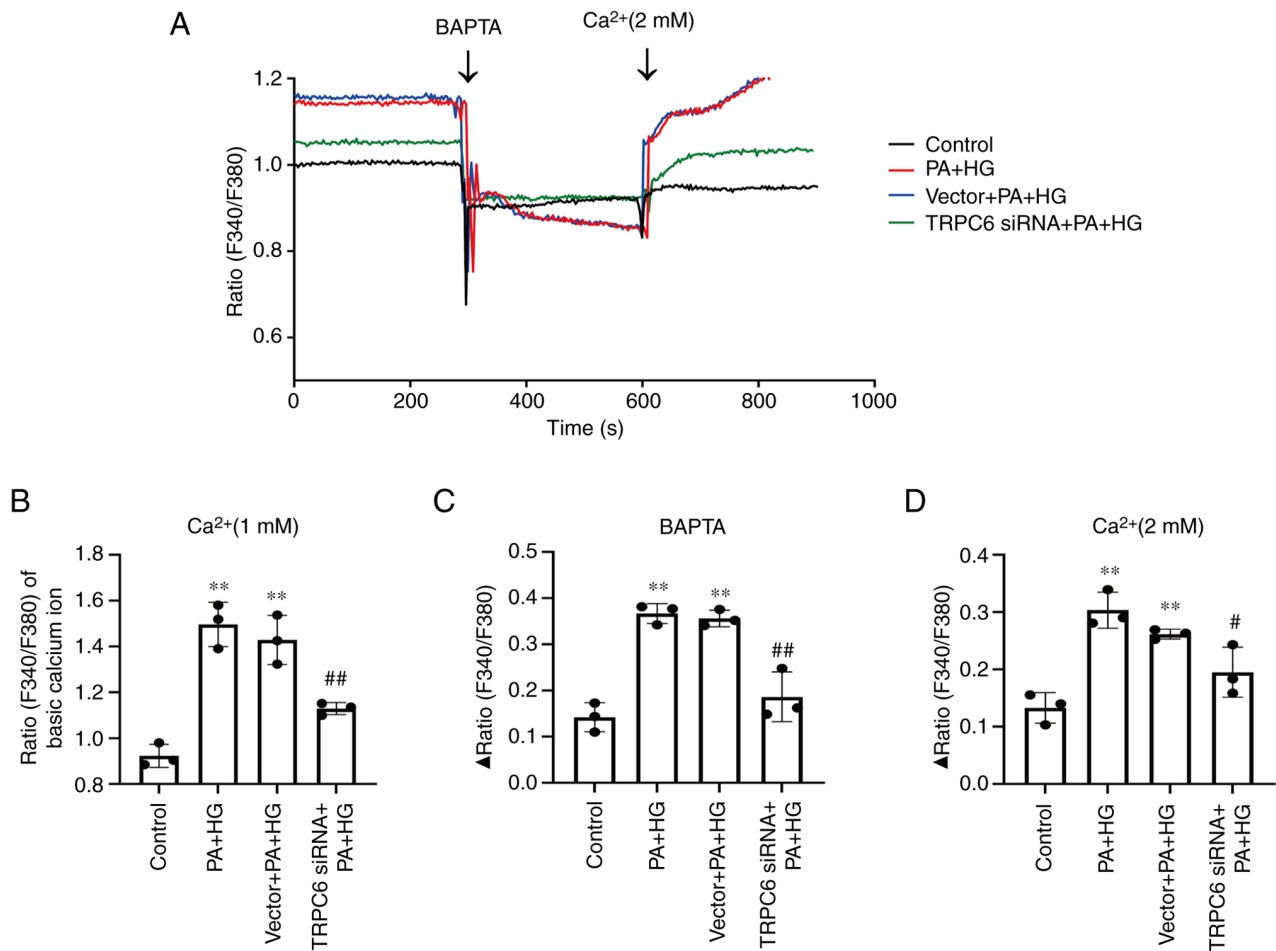 A
BAPTA
Ca²⁺(2 mM)
1.2
1.0
0.8
0.6
Ratio (F340/F380)
0
200
400
600
800
1000
Time (s)
Control
PA+HG
Vector+PA+HG
TRPC6 siRNA+PA+HG
B
Ca²⁺(1 mM)
Ratio (F340/F380) of
basic calcium ion
1.8
1.6
1.4
1.2
1.0
0.8
**
**
##
Control
PA+HG
Vector+PA+HG
TRPC6 siRNA+
PA+HG
C
BAPTA
▲Ratio (F340/F380)
0.5
0.4
0.3
0.2
0.1
0.0
**
**
##
Control
PA+HG
Vector+PA+HG
TRPC6 siRNA+
PA+HG
D
Ca²⁺(2 mM)
▲Ratio (F340/F380)
0.4
0.3
0.2
0.1
0.0
**
**
#
Control
PA+HG
Vector+PA+HG
TRPC6 siRNA+
PA+HG